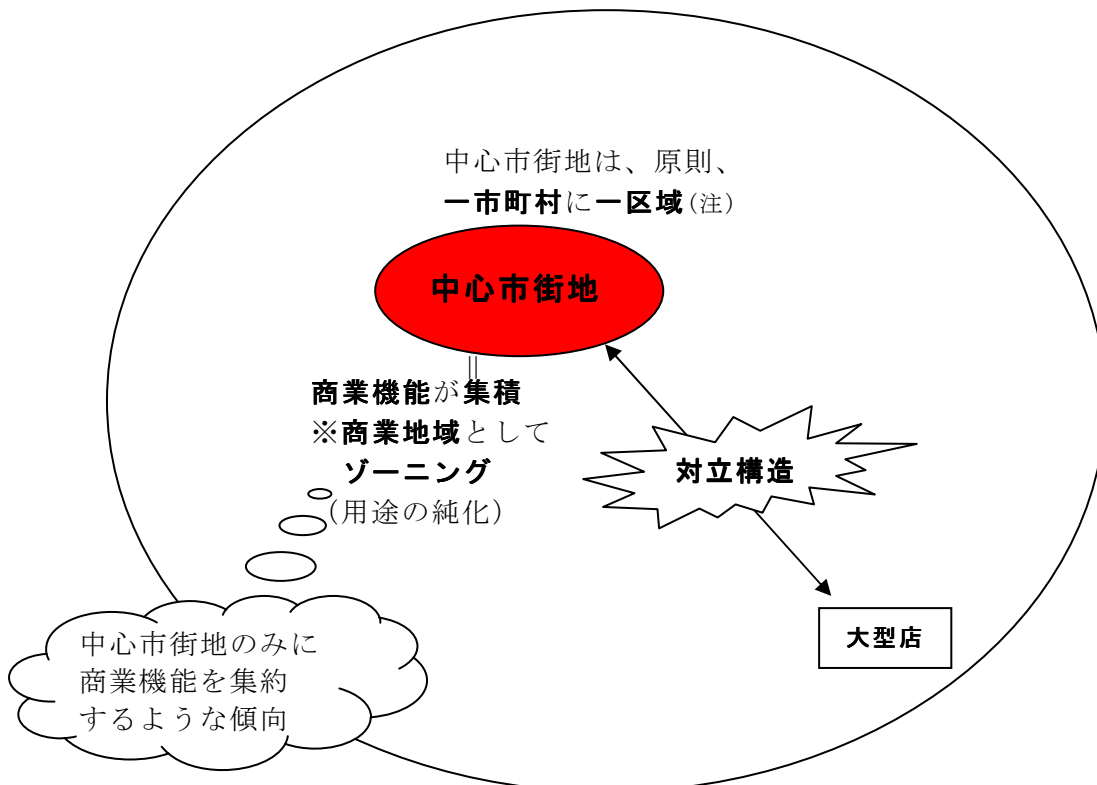 中心市街地は、原則、
一市町村に一区域(注)
中心市街地
||
商業機能が集積
※商業地域として
ゾーニング
(用途の純化)
対立構造
大型店
中心市街地のみに
商業機能を集約
するような傾向